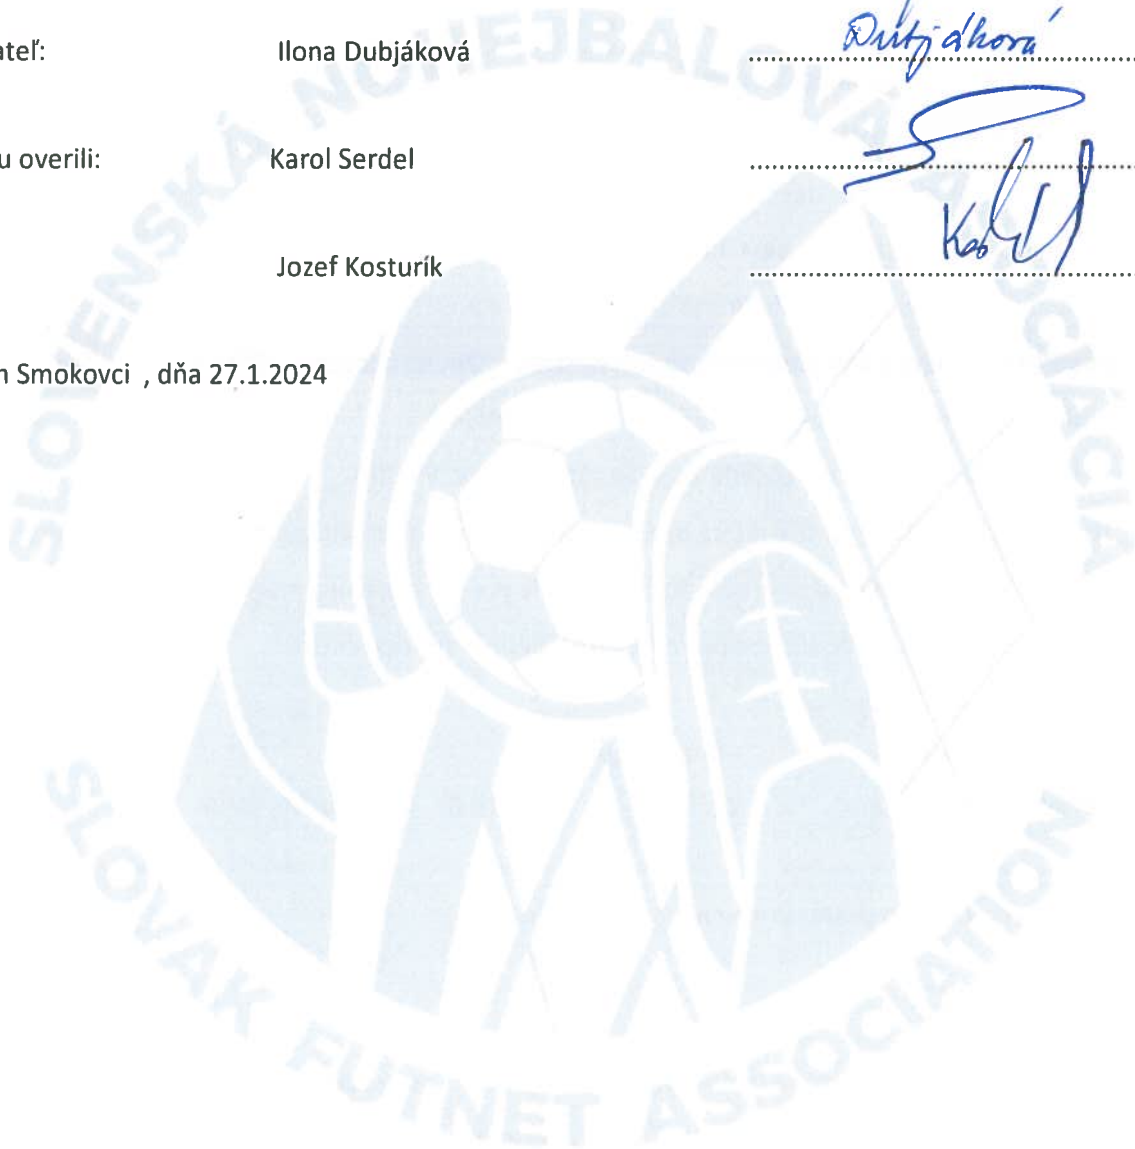 ateľ: Ilona Dubjáková Dubjáková
u overili: Karol Serdel
Jozef Kosturík
n Smokovci , dňa 27.1.2024
SLOVENSKÁ NOHEJBALOVÁ ASOCIÁCIA
SLOVAK FUTNET ASSOCIATION